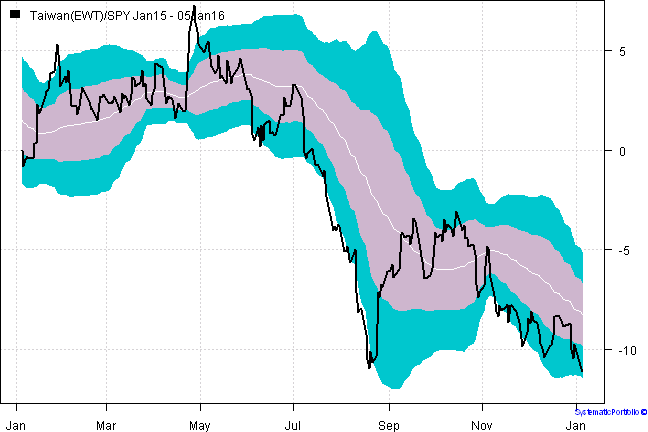 Taiwan(EWT)/SPY Jan15 - 05Jan16
5
0
-5
-10
Jan Mar May Jul Sep Nov Jan
SystematicPortfolio ©